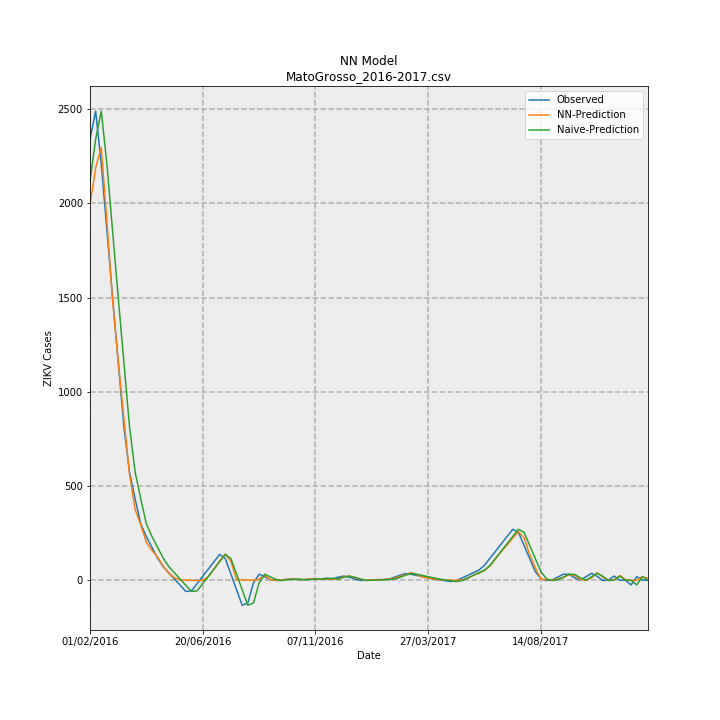 NN Model
MatoGrosso_2016-2017.csv
Observed
NN-Prediction
Naive-Prediction
2500
2000
1500
1000
500
0
ZIKV Cases
01/02/2016
20/06/2016
07/11/2016
27/03/2017
14/08/2017
Date